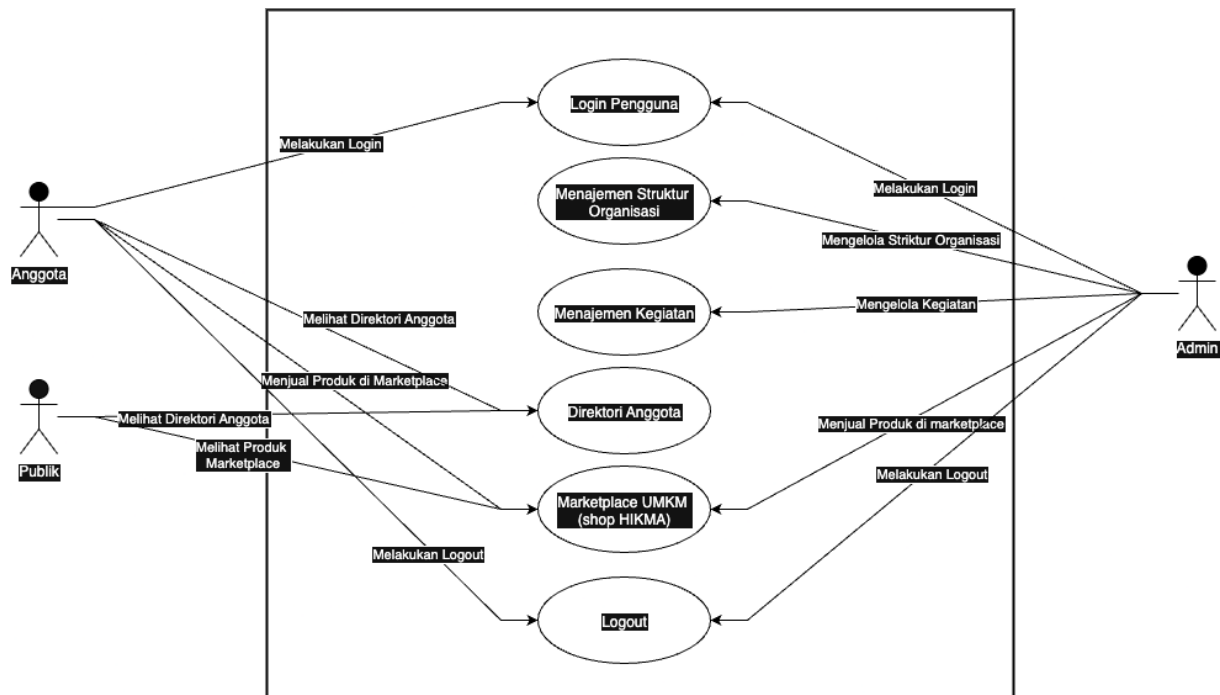 Login Pengguna
Melakukan Login
Melakukan Login
Menajemen Struktur
Organisasi
Mengelola Striktur Organisasi
Anggota
Menajemen Kegiatan
Mengelola Kegiatan
Melihat Direktori Anggota
Admin
Menjual Produk di Marketplace
Direktori Anggota
Melihat Direktori Anggota
Menjual Produk di marketplace
Melihat Produk
Marketplace
Publik
Melakukan Logout
Marketplace UMKM
(shop HIKMA)
Melakukan Logout
Logout